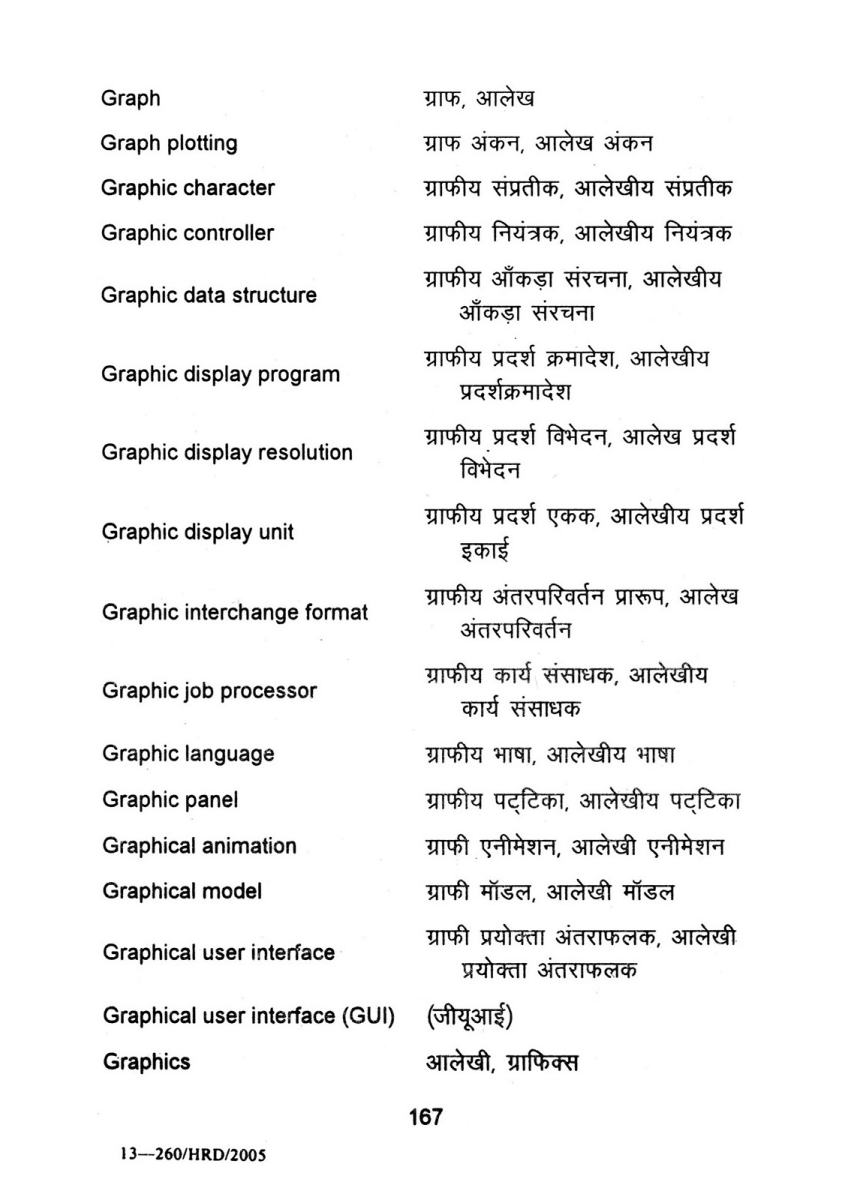 Graph ग्राफ, आलेख
Graph plotting ग्राफ अंकन, आलेख अंकन
Graphic character ग्राफीय संप्रतीक, आलेखीय संप्रतीक
Graphic controller ग्राफीय नियंत्रक, आलेखीय नियंत्रक
Graphic data structure ग्राफीय आँकड़ा संरचना, आलेखीय
आँकड़ा संरचना
Graphic display program ग्राफीय प्रदर्श क्रमादेश, आलेखीय
प्रदर्शक्रमादेश
Graphic display resolution ग्राफीय प्रदर्श विभेदन, आलेख प्रदर्श
विभेदन
Graphic display unit ग्राफीय प्रदर्श एकक, आलेखीय प्रदर्श
इकाई
Graphic interchange format ग्राफीय अंतरपरिवर्तन प्रारूप, आलेख
अंतरपरिवर्तन
Graphic job processor ग्राफीय कार्य संसाधक, आलेखीय
कार्य संसाधक
Graphic language ग्राफीय भाषा, आलेखीय भाषा
Graphic panel ग्राफीय पट्टिका, आलेखीय पट्टिका
Graphical animation ग्राफी एनीमेशन, आलेखी एनीमेशन
Graphical model ग्राफी मॉडल, आलेखी मॉडल
Graphical user interface ग्राफी प्रयोक्ता अंतराफलक, आलेखी
प्रयोक्ता अंतराफलक
Graphical user interface (GUI) (जीयूआई)
Graphics आलेखी, ग्राफिक्स
167
13—260/HRD/2005